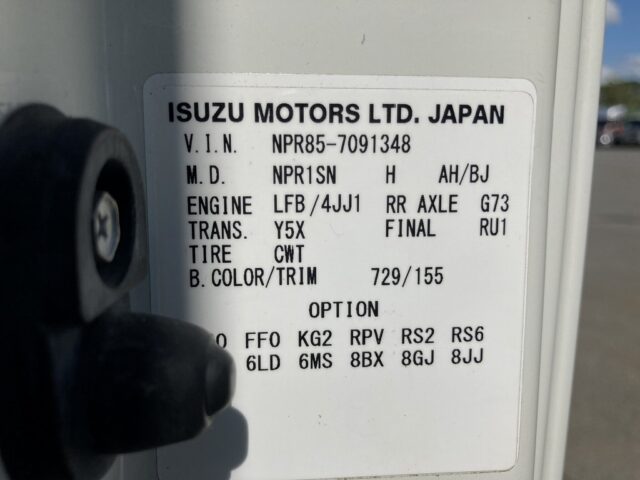 ISUZU MOTORS LTD. JAPAN
V.I.N. NPR85-7091348
M.D. NPR1SN H AH/BJ
ENGINE LFB/4JJ1 RR AXLE G73
TRANS. Y5X FINAL RU1
TIRE CWT
B.COLOR/TRIM 729/155
OPTION
FFO KG2 RPV RS2 RS6
6LD 6MS 8BX 8GJ 8JJ